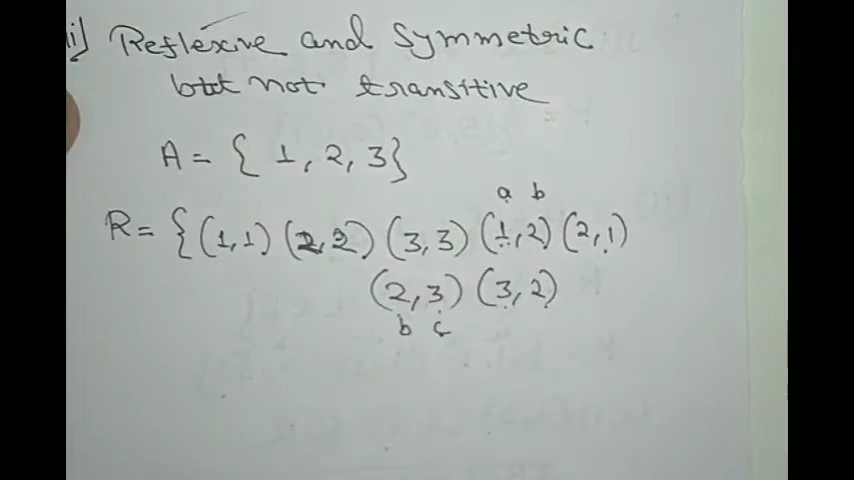 ii) Reflexive and Symmetric
but not transitive
A = { 1, 2, 3}
a b
R = {(1,1) (2,2) (3,3) (1,2) (2,1)
(2,3) (3,2)
b c